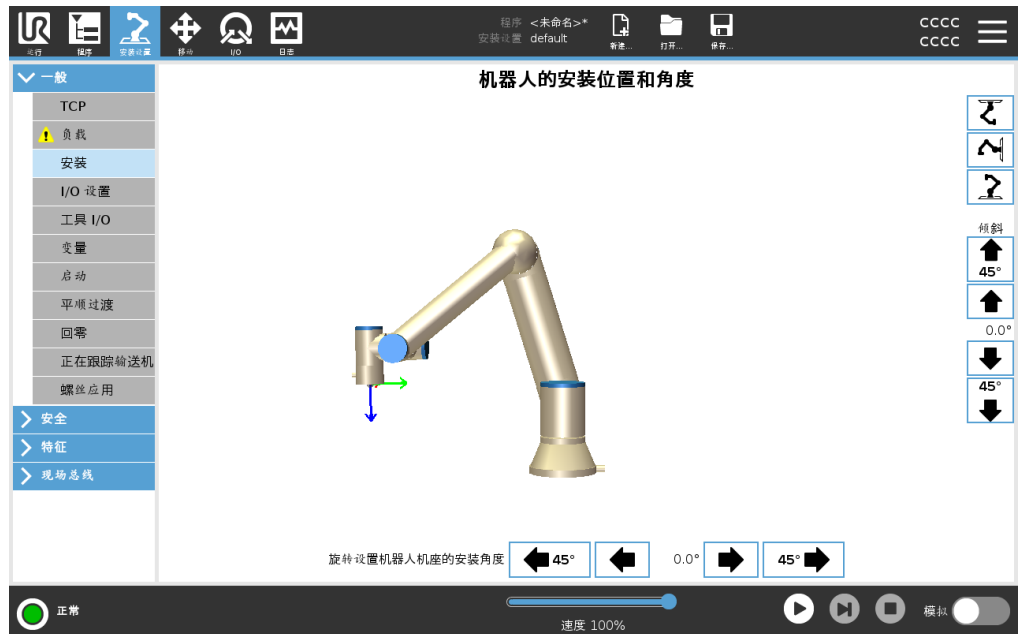 程序 <未命名>*
安装设置 default
CCCC
CCCC
运行
程序
安装设置
移动
I/O
日志
新建...
打开...
保存...
一般
TCP
负载
安装
I/O 设置
工具 I/O
变量
启动
平顺过渡
回零
正在跟踪输送机
螺丝应用
安全
特征
现场总线
机器人的安装位置和角度
倾斜
45°
0.0°
45°
旋转设置机器人机座的安装角度
45°
0.0°
45°
正常
速度 100%
模拟